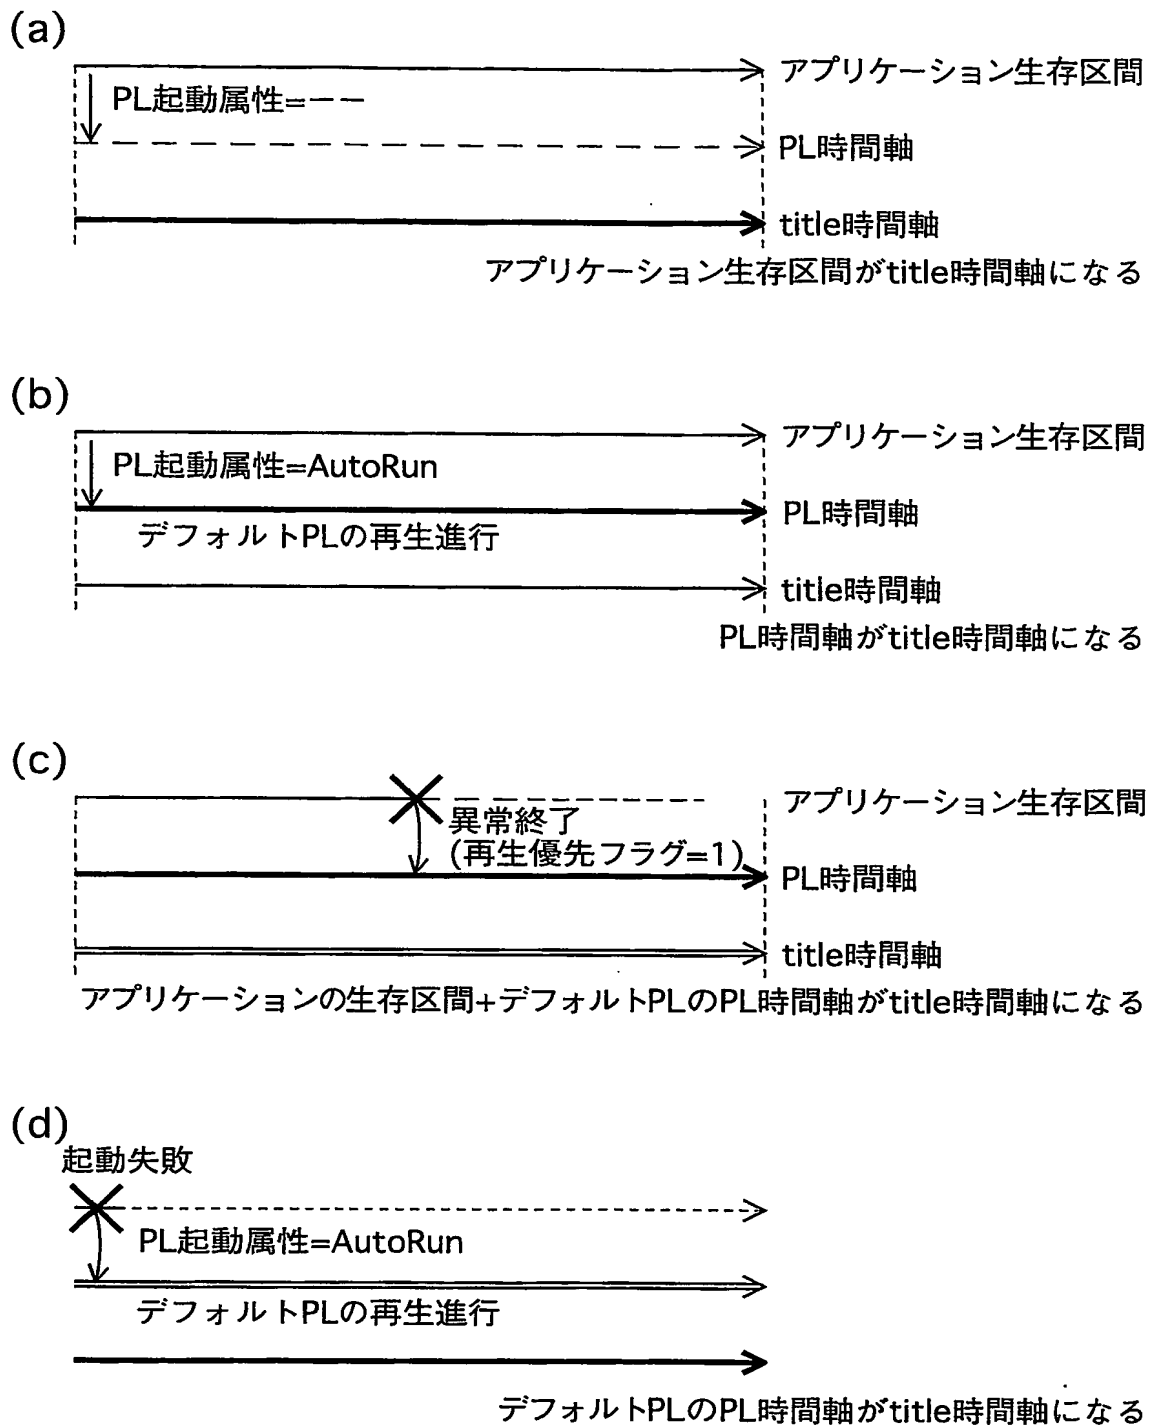 (a)
アプリケーション生存区間
PL起動属性=−−
PL時間軸
title時間軸
アプリケーション生存区間がtitle時間軸になる
(b)
アプリケーション生存区間
PL起動属性=AutoRun
PL時間軸
デフォルトPLの再生進行
title時間軸
PL時間軸がtitle時間軸になる
(c)
アプリケーション生存区間
異常終了
(再生優先フラグ=1)
PL時間軸
title時間軸
アプリケーションの生存区間+デフォルトPLのPL時間軸がtitle時間軸になる
(d)
起動失敗
PL起動属性=AutoRun
デフォルトPLの再生進行
デフォルトPLのPL時間軸がtitle時間軸になる